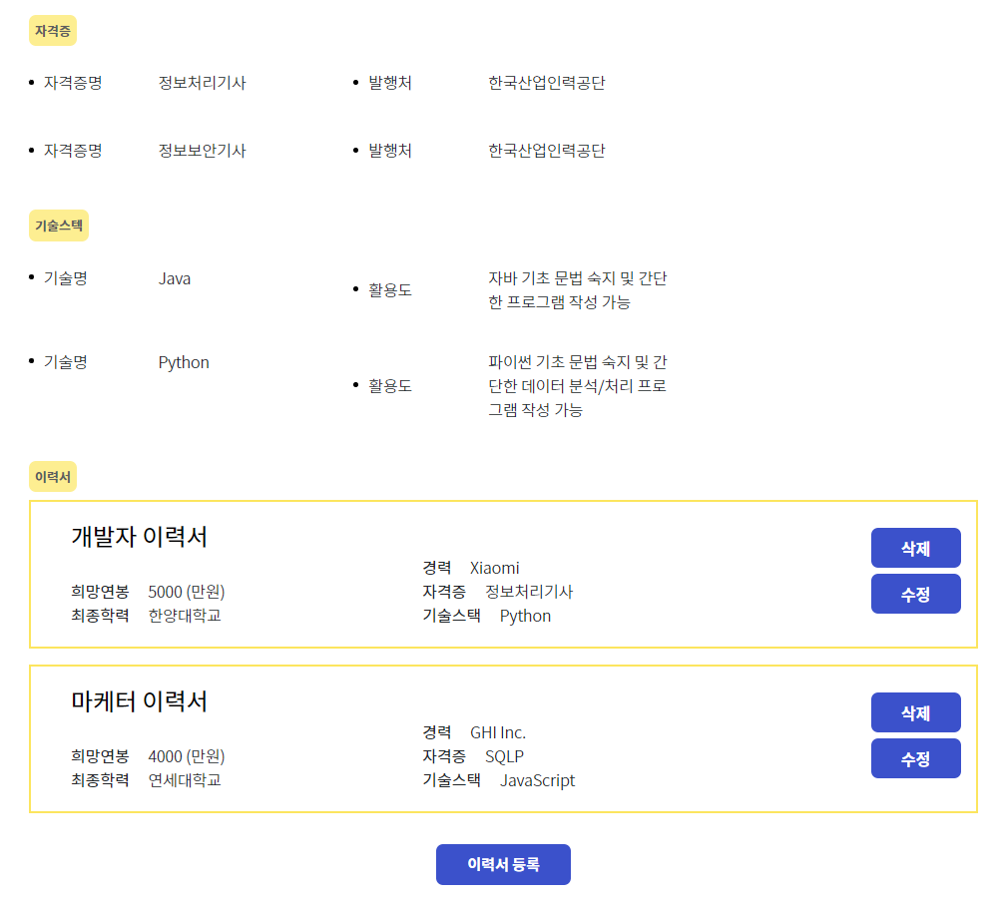 자격증
자격증명 정보처리기사 발행처 한국산업인력공단
자격증명 정보보안기사 발행처 한국산업인력공단
기술스텍
기술명 Java 활용도 자바 기초 문법 숙지 및 간단
한 프로그램 작성 가능
기술명 Python 활용도 파이썬 기초 문법 숙지 및 간
단한 데이터 분석/처리 프로
그램 작성 가능
이력서
개발자 이력서
희망연봉 5000 (만원)
최종학력 한양대학교
경력 Xiaomi
자격증 정보처리기사
기술스택 Python
삭제
수정
마케터 이력서
희망연봉 4000 (만원)
최종학력 연세대학교
경력 GHI Inc.
자격증 SQLP
기술스택 JavaScript
삭제
수정
이력서 등록